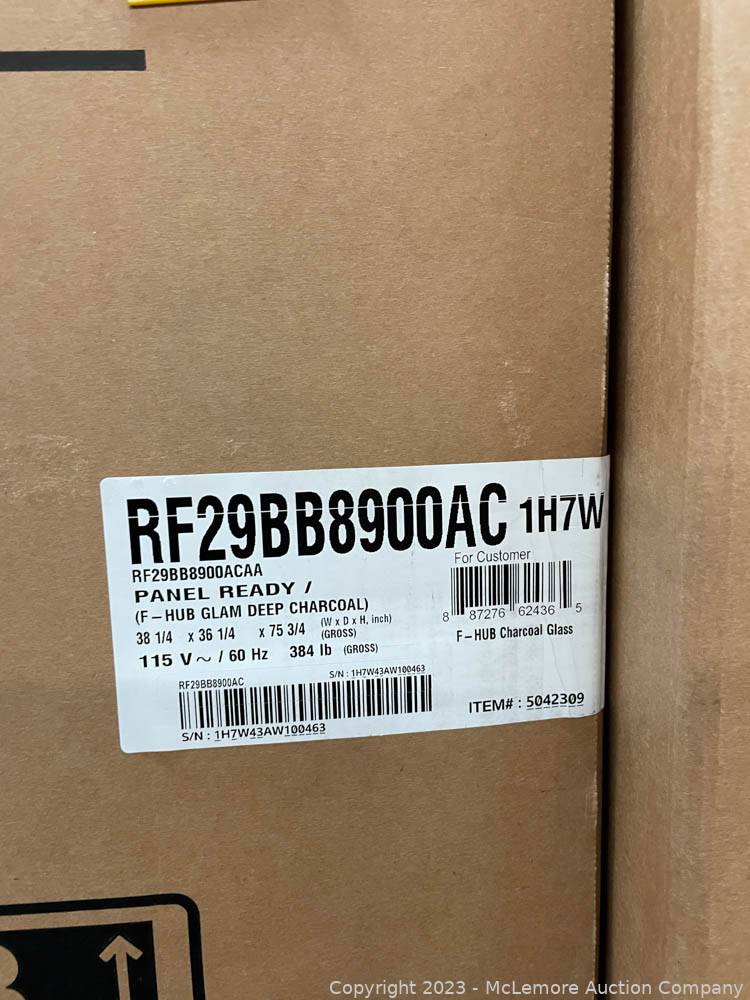 RF29BB8900AC 1H7W
RF29BB8900ACAA
PANEL READY /
(F-HUB GLAM DEEP CHARCOAL)
38 1/4 x 36 1/4 x 75 3/4 (W x D x H, inch) (GROSS)
115 V ~ / 60 Hz 384 lb (GROSS)
For Customer
8 87276 62436 5
F-HUB Charcoal Glass
RF29BB8900AC
S/N : 1H7W43AW100463
S/N : 1H7W43AW100463
ITEM# : 5042309
Copyright 2023 - McLemore Auction Company